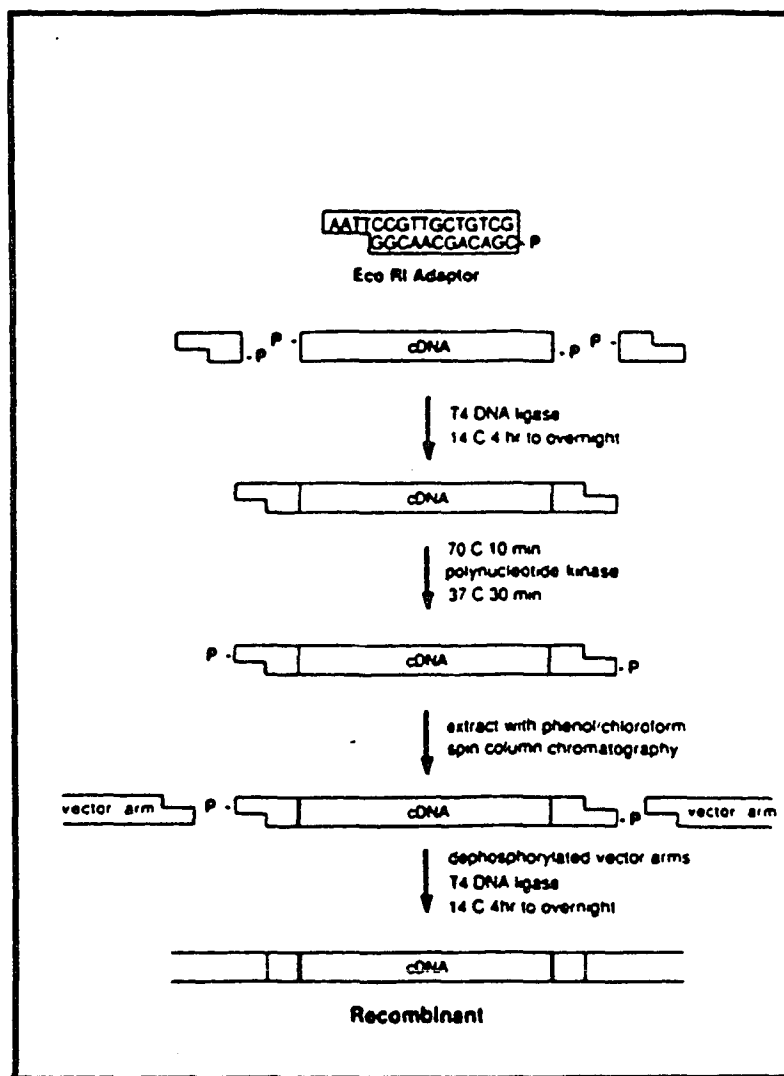 AATTCCGTTGCTGTCG
GGCAACGACAGC-P
Eco RI Adaptor
-P P- cDNA -P P-
T4 DNA ligase
14 C 4 hr to overnight
cDNA
70 C 10 min
polynucleotide kinase
37 C 30 min
P- cDNA -P
extract with phenol/chloroform
spin column chromatography
vector arm P- cDNA -P vector arm
dephosphorylated vector arms
T4 DNA ligase
14 C 4hr to overnight
cDNA
Recombinant